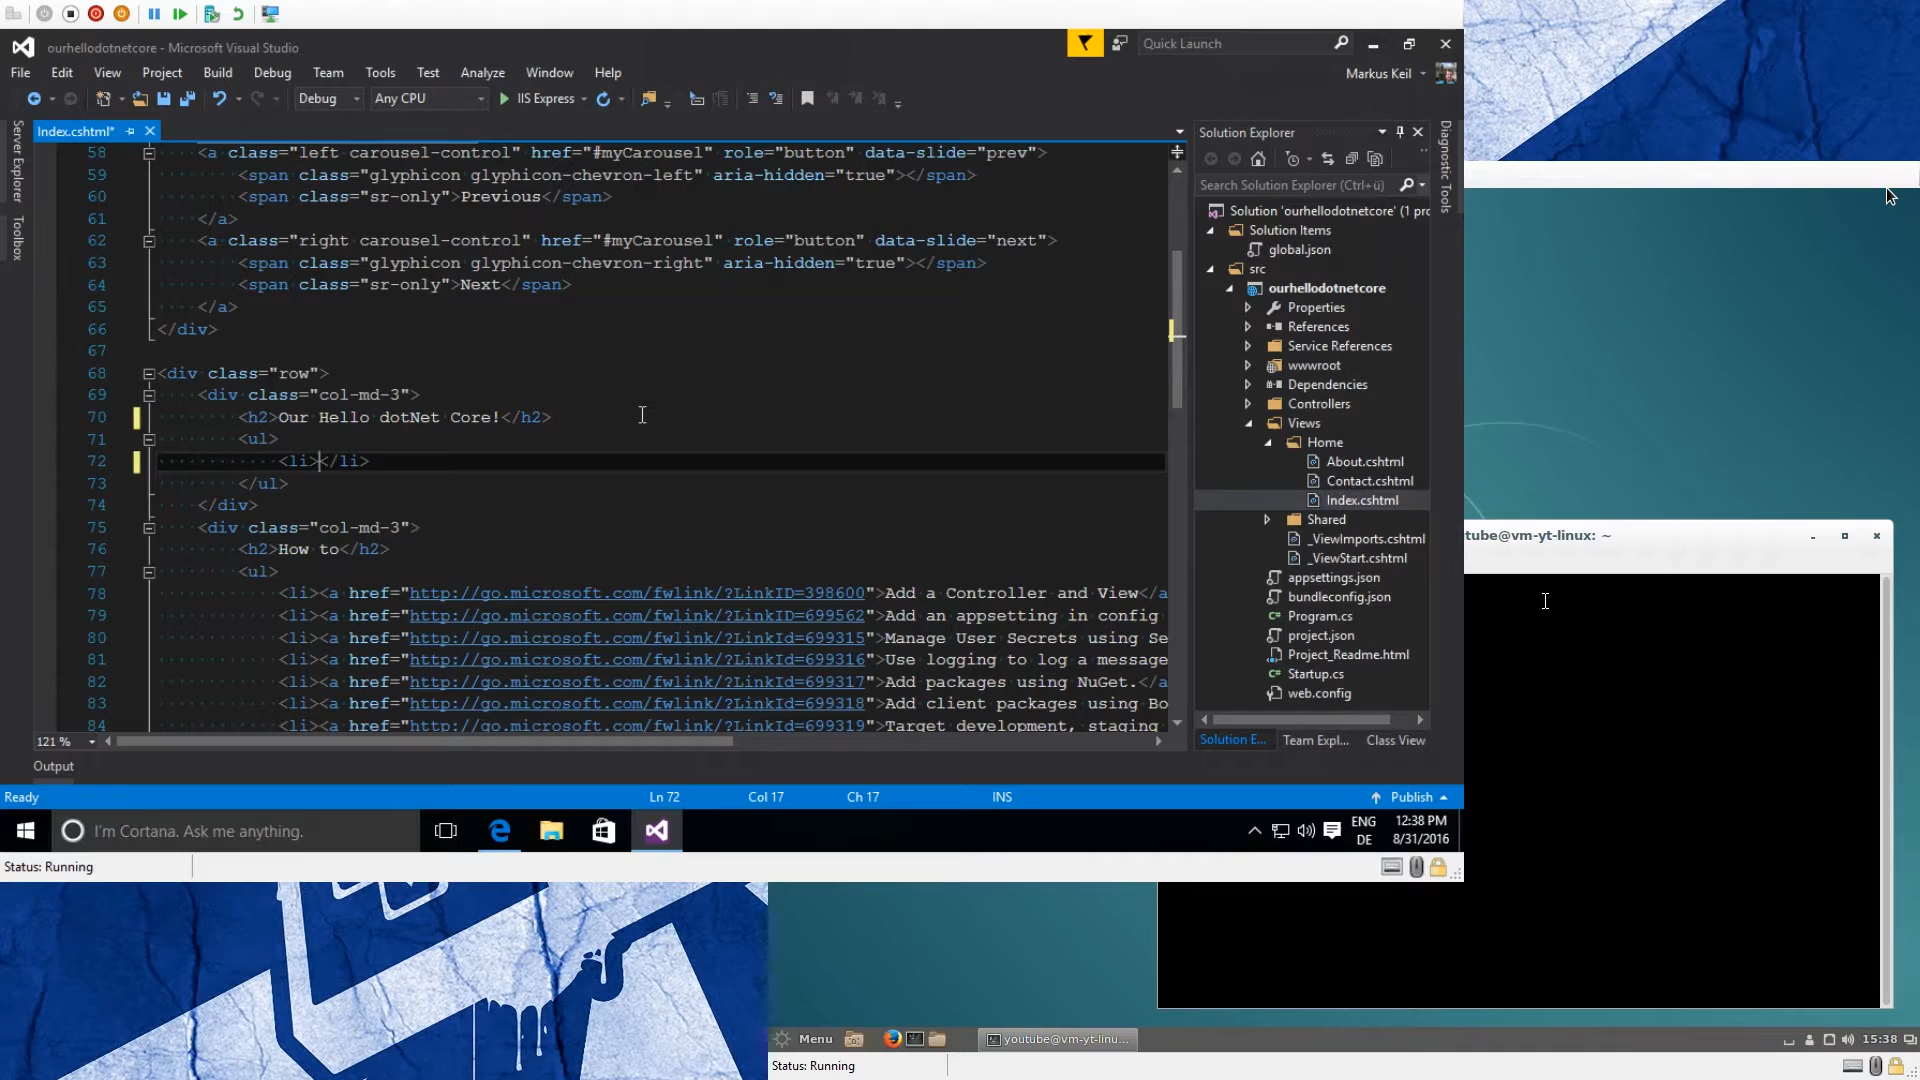 ourhellodotnetcore - Microsoft Visual Studio
Quick Launch
File Edit View Project Build Debug Team Tools Test Analyze Window Help
Markus Keil
Debug Any CPU IIS Express
Server Explorer
Toolbox
Index.cshtml*
58 <a class="left carousel-control" href="#myCarousel" role="button" data-slide="prev">
59 <span class="glyphicon glyphicon-chevron-left" aria-hidden="true"></span>
60 <span class="sr-only">Previous</span>
61 </a>
62 <a class="right carousel-control" href="#myCarousel" role="button" data-slide="next">
63 <span class="glyphicon glyphicon-chevron-right" aria-hidden="true"></span>
64 <span class="sr-only">Next</span>
65 </a>
66 </div>
67
68 <div class="row">
69 <div class="col-md-3">
70 <h2>Our Hello dotNet Core!</h2>
71 <ul>
72 <li></li>
73 </ul>
74 </div>
75 <div class="col-md-3">
76 <h2>How to</h2>
77 <ul>
78 <li><a href="http://go.microsoft.com/fwlink/?LinkID=398600">Add a Controller and View</a
79 <li><a href="http://go.microsoft.com/fwlink/?LinkId=699562">Add an appsetting in config
80 <li><a href="http://go.microsoft.com/fwlink/?LinkId=699315">Manage User Secrets using Se
81 <li><a href="http://go.microsoft.com/fwlink/?LinkId=699316">Use logging to log a message
82 <li><a href="http://go.microsoft.com/fwlink/?LinkId=699317">Add packages using NuGet.</a
83 <li><a href="http://go.microsoft.com/fwlink/?LinkId=699318">Add client packages using Bo
84 <li><a href="http://go.microsoft.com/fwlink/?LinkId=699319">Target development, staging
121 %
Output
Ready
Ln 72 Col 17 Ch 17 INS
Publish
Solution Explorer
Search Solution Explorer (Ctrl+ü)
Solution 'ourhellodotnetcore' (1 pro
Solution Items
global.json
src
ourhellodotnetcore
Properties
References
Service References
wwwroot
Dependencies
Controllers
Views
Home
About.cshtml
Contact.cshtml
Index.cshtml
Shared
_ViewImports.cshtml
_ViewStart.cshtml
appsettings.json
bundleconfig.json
Program.cs
project.json
Project_Readme.html
Startup.cs
web.config
Solution E... Team Expl... Class View
Diagnostic Tools
I'm Cortana. Ask me anything.
ENG
DE
12:38 PM
8/31/2016
Status: Running
tube@vm-yt-linux: ~
Menu
youtube@vm-yt-linu...
15:38
Status: Running